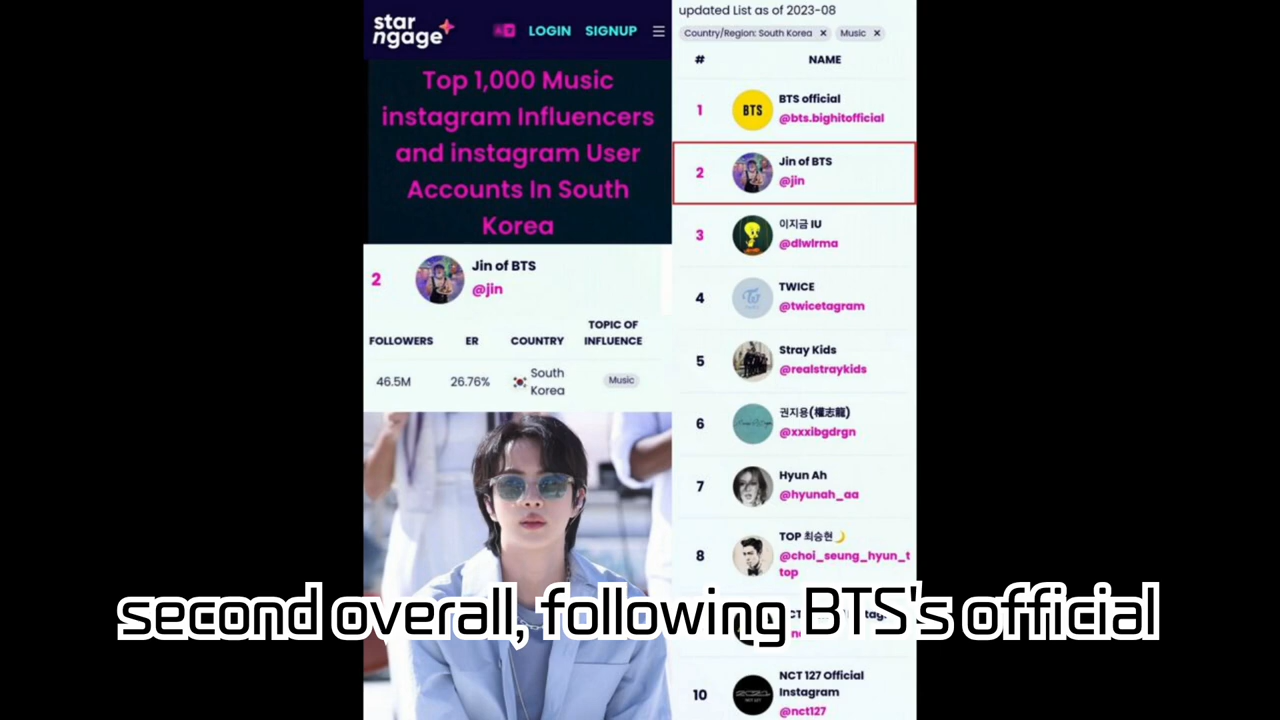 star
ngage
LOGIN
SIGNUP
Top 1,000 Music
instagram Influencers
and instagram User
Accounts In South
Korea
2
Jin of BTS
@jin
FOLLOWERS
ER
COUNTRY
TOPIC OF
INFLUENCE
46.5M
26.76%
South
Korea
Music
updated List as of 2023-08
Country/Region: South Korea ✕
Music ✕
# NAME
1
BTS
BTS official
@bts.bighitofficial
2
Jin of BTS
@jin
3
이지금 IU
@dlwlrma
4
TWICE
@twicetagram
5
Stray Kids
@realstraykids
6
권지용(權志龍)
@xxxibgdrgn
7
Hyun Ah
@hyunah_aa
8
TOP 최승현🌙
@choi_seung_hyun_t
top
second overall, following BTS's official
10
NCT 127
NCT 127 Official
Instagram
@nct127